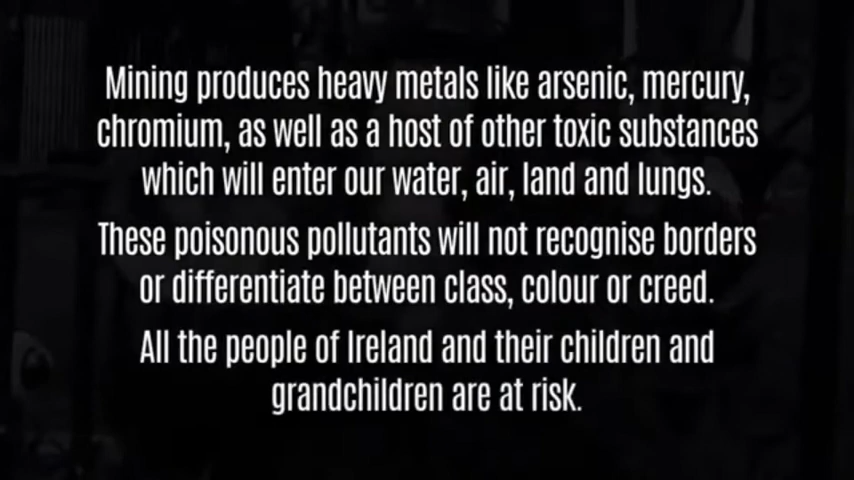 Mining produces heavy metals like arsenic, mercury,
chromium, as well as a host of other toxic substances
which will enter our water, air, land and lungs.
These poisonous pollutants will not recognise borders
or differentiate between class, colour or creed.
All the people of Ireland and their children and
grandchildren are at risk.